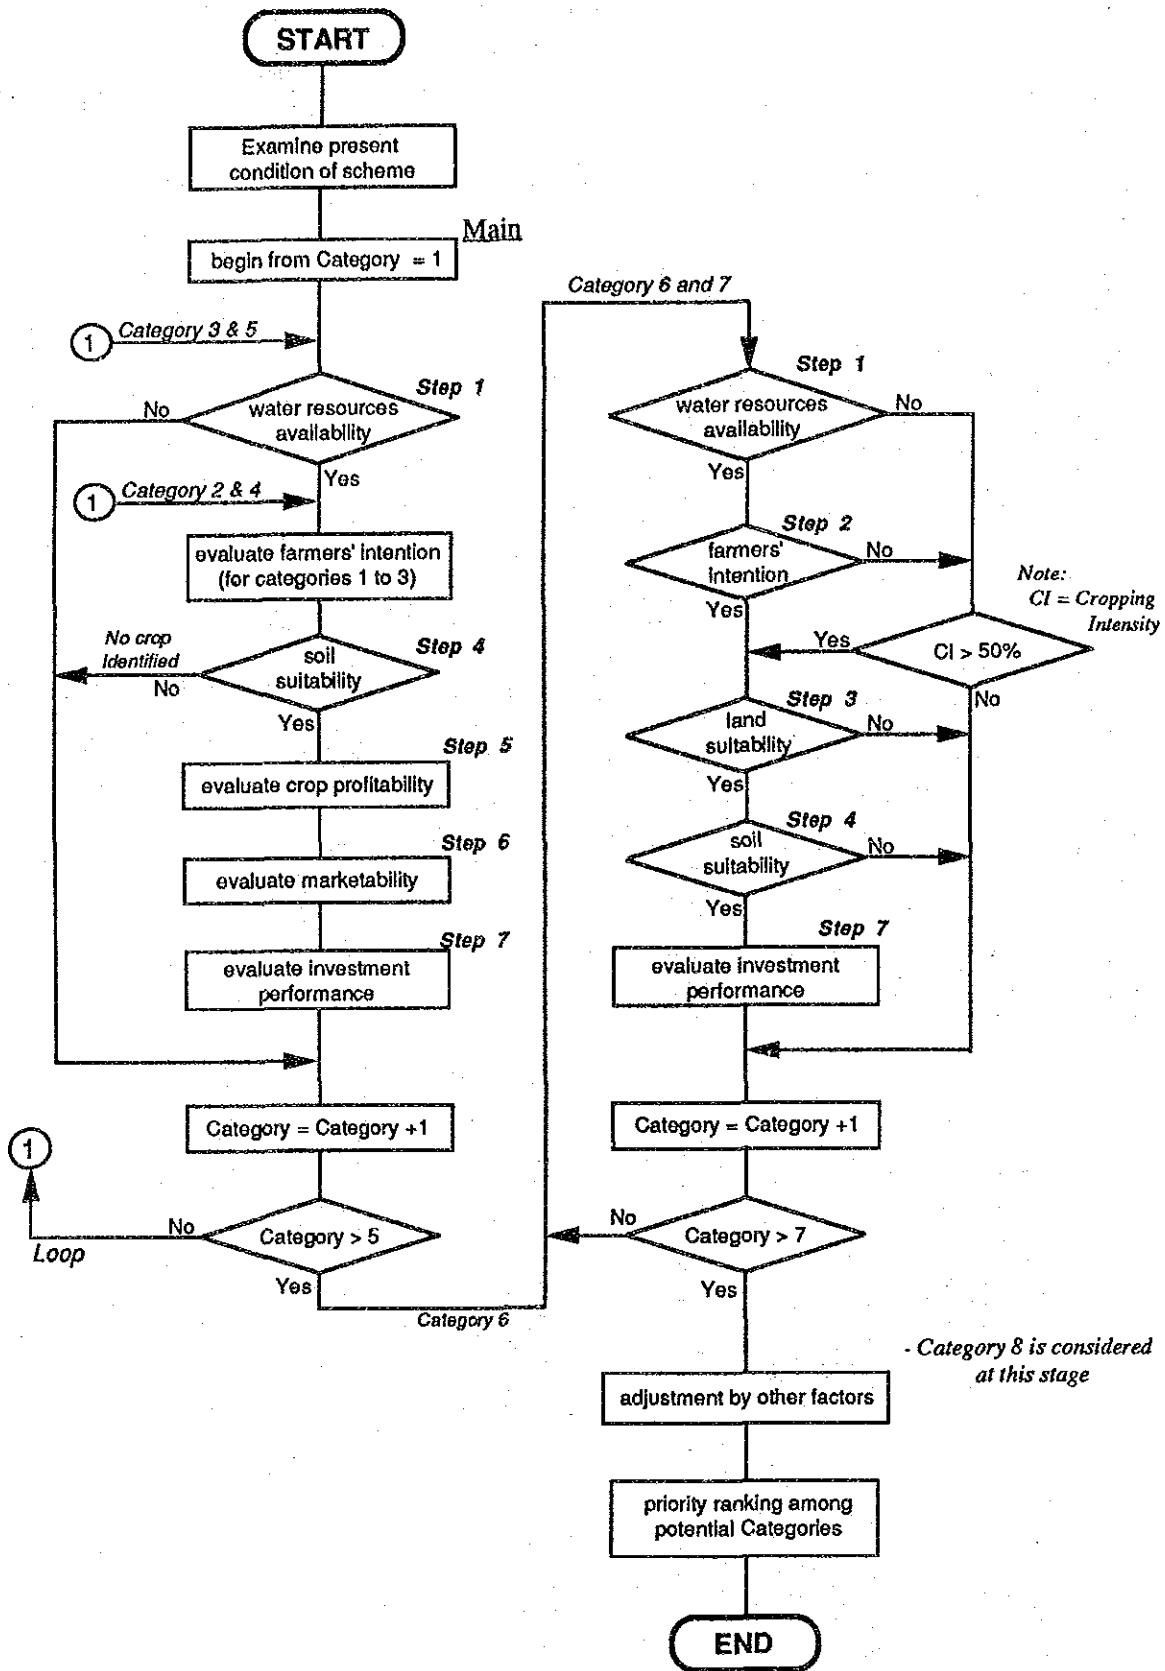 START
Examine present
condition of scheme
Main
begin from Category = 1
1
Category 3 & 5
Step 1
No
water resources
availability
Yes
1
Category 2 & 4
evaluate farmers' intention
(for categories 1 to 3)
No crop
Identified
No
Step 4
soil
suitability
Yes
Step 5
evaluate crop profitability
Step 6
evaluate marketability
Step 7
evaluate investment
performance
Category = Category +1
1
No
Loop
Category > 5
Yes
Category 6
Category 6 and 7
Step 1
water resources
availability
No
Yes
Step 2
farmers'
intention
No
Yes
Note:
CI = Cropping
Intensity
Yes
CI > 50%
No
Step 3
land
suitability
No
Yes
Step 4
soil
suitability
No
Yes
Step 7
evaluate investment
performance
Category = Category +1
No
Category > 7
Yes
- Category 8 is considered
at this stage
adjustment by other factors
priority ranking among
potential Categories
END